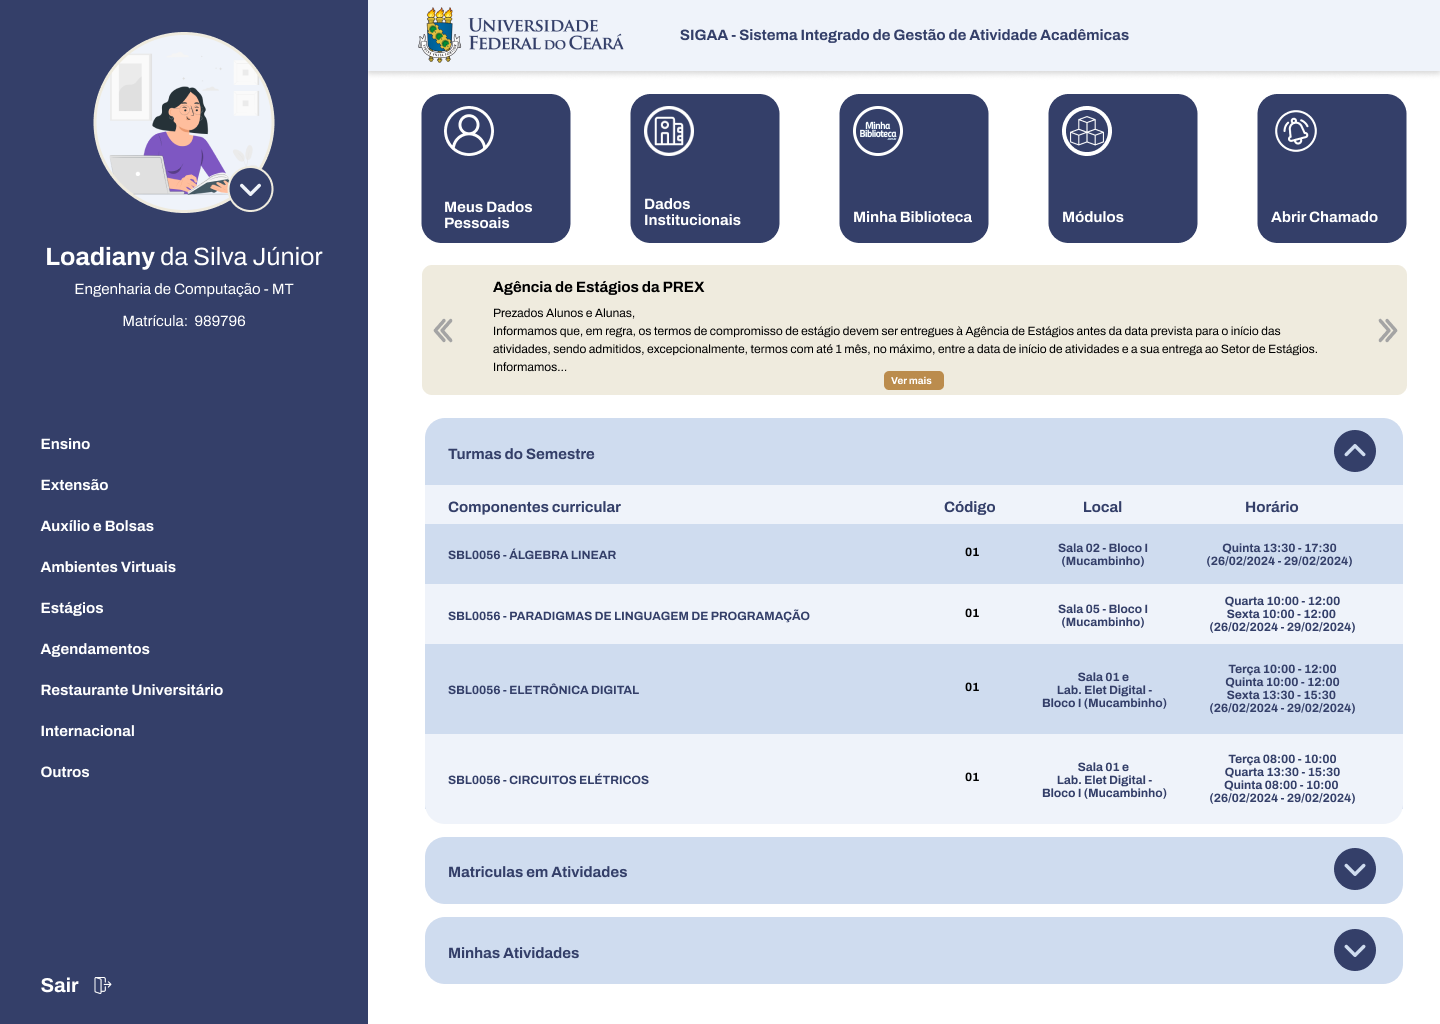 Loadiany da Silva Júnior
Engenharia de Computação - MT
Matrícula: 989796
Ensino
Extensão
Auxílio e Bolsas
Ambientes Virtuais
Estágios
Agendamentos
Restaurante Universitário
Internacional
Outros
Sair
UNIVERSIDADE
FEDERAL DO CEARÁ
SIGAA - Sistema Integrado de Gestão de Atividade Acadêmicas
Meus Dados
Pessoais
Dados
Institucionais
Minha
Biblioteca
Minha Biblioteca
Módulos
Abrir Chamado
Agência de Estágios da PREX
Prezados Alunos e Alunas,
Informamos que, em regra, os termos de compromisso de estágio devem ser entregues à Agência de Estágios antes da data prevista para o início das
atividades, sendo admitidos, excepcionalmente, termos com até 1 mês, no máximo, entre a data de início de atividades e a sua entrega ao Setor de Estágios.
Informamos...
Ver mais
Turmas do Semestre
Componentes curricular Código Local Horário
SBL0056 - ÁLGEBRA LINEAR
01
Sala 02 - Bloco I
(Mucambinho)
Quinta 13:30 - 17:30
(26/02/2024 - 29/02/2024)
SBL0056 - PARADIGMAS DE LINGUAGEM DE PROGRAMAÇÃO
01
Sala 05 - Bloco I
(Mucambinho)
Quarta 10:00 - 12:00
Sexta 10:00 - 12:00
(26/02/2024 - 29/02/2024)
SBL0056 - ELETRÔNICA DIGITAL
01
Sala 01 e
Lab. Elet Digital -
Bloco I (Mucambinho)
Terça 10:00 - 12:00
Quinta 10:00 - 12:00
Sexta 13:30 - 15:30
(26/02/2024 - 29/02/2024)
SBL0056 - CIRCUITOS ELÉTRICOS
01
Sala 01 e
Lab. Elet Digital -
Bloco I (Mucambinho)
Terça 08:00 - 10:00
Quarta 13:30 - 15:30
Quinta 08:00 - 10:00
(26/02/2024 - 29/02/2024)
Matriculas em Atividades
Minhas Atividades